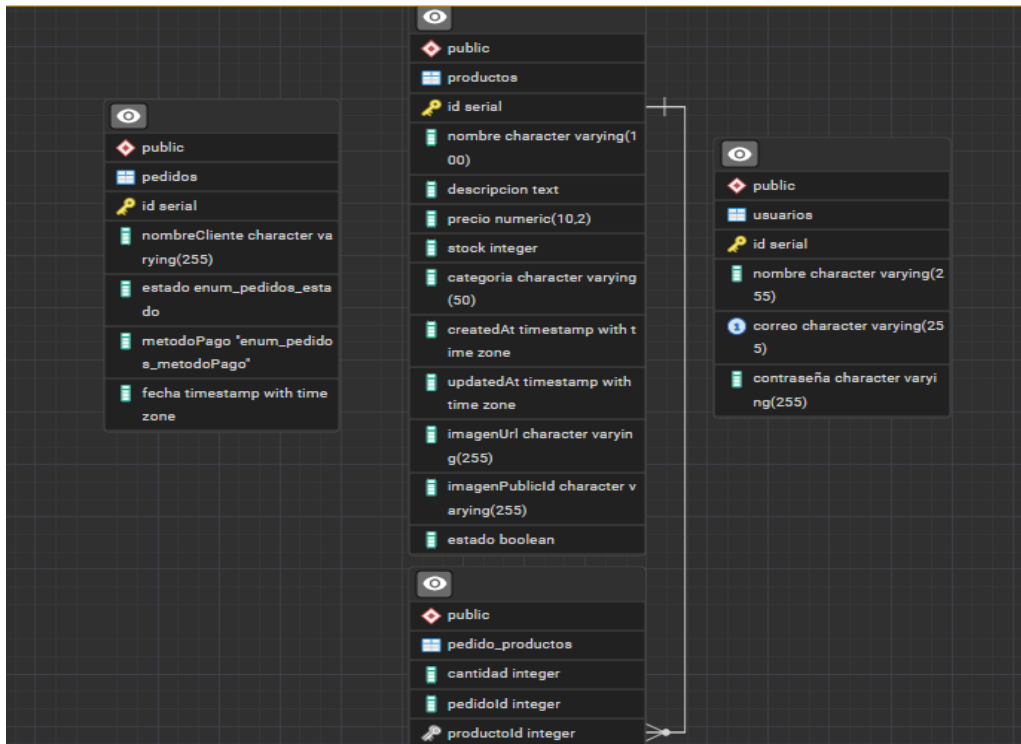 public
pedidos
id serial
nombreCliente character va
rying(255)
estado enum_pedidos_esta
do
metodoPago "enum_pedido
s_metodoPago"
fecha timestamp with time
zone
public
productos
id serial
nombre character varying(1
00)
descripcion text
precio numeric(10,2)
stock integer
categoria character varying
(50)
createdAt timestamp with t
ime zone
updatedAt timestamp with
time zone
imagenUrl character varyin
g(255)
imagenPublicId character v
arying(255)
estado boolean
public
pedido_productos
cantidad integer
pedidoId integer
productoId integer
public
usuarios
id serial
nombre character varying(2
55)
1
correo character varying(25
5)
contraseña character varyi
ng(255)